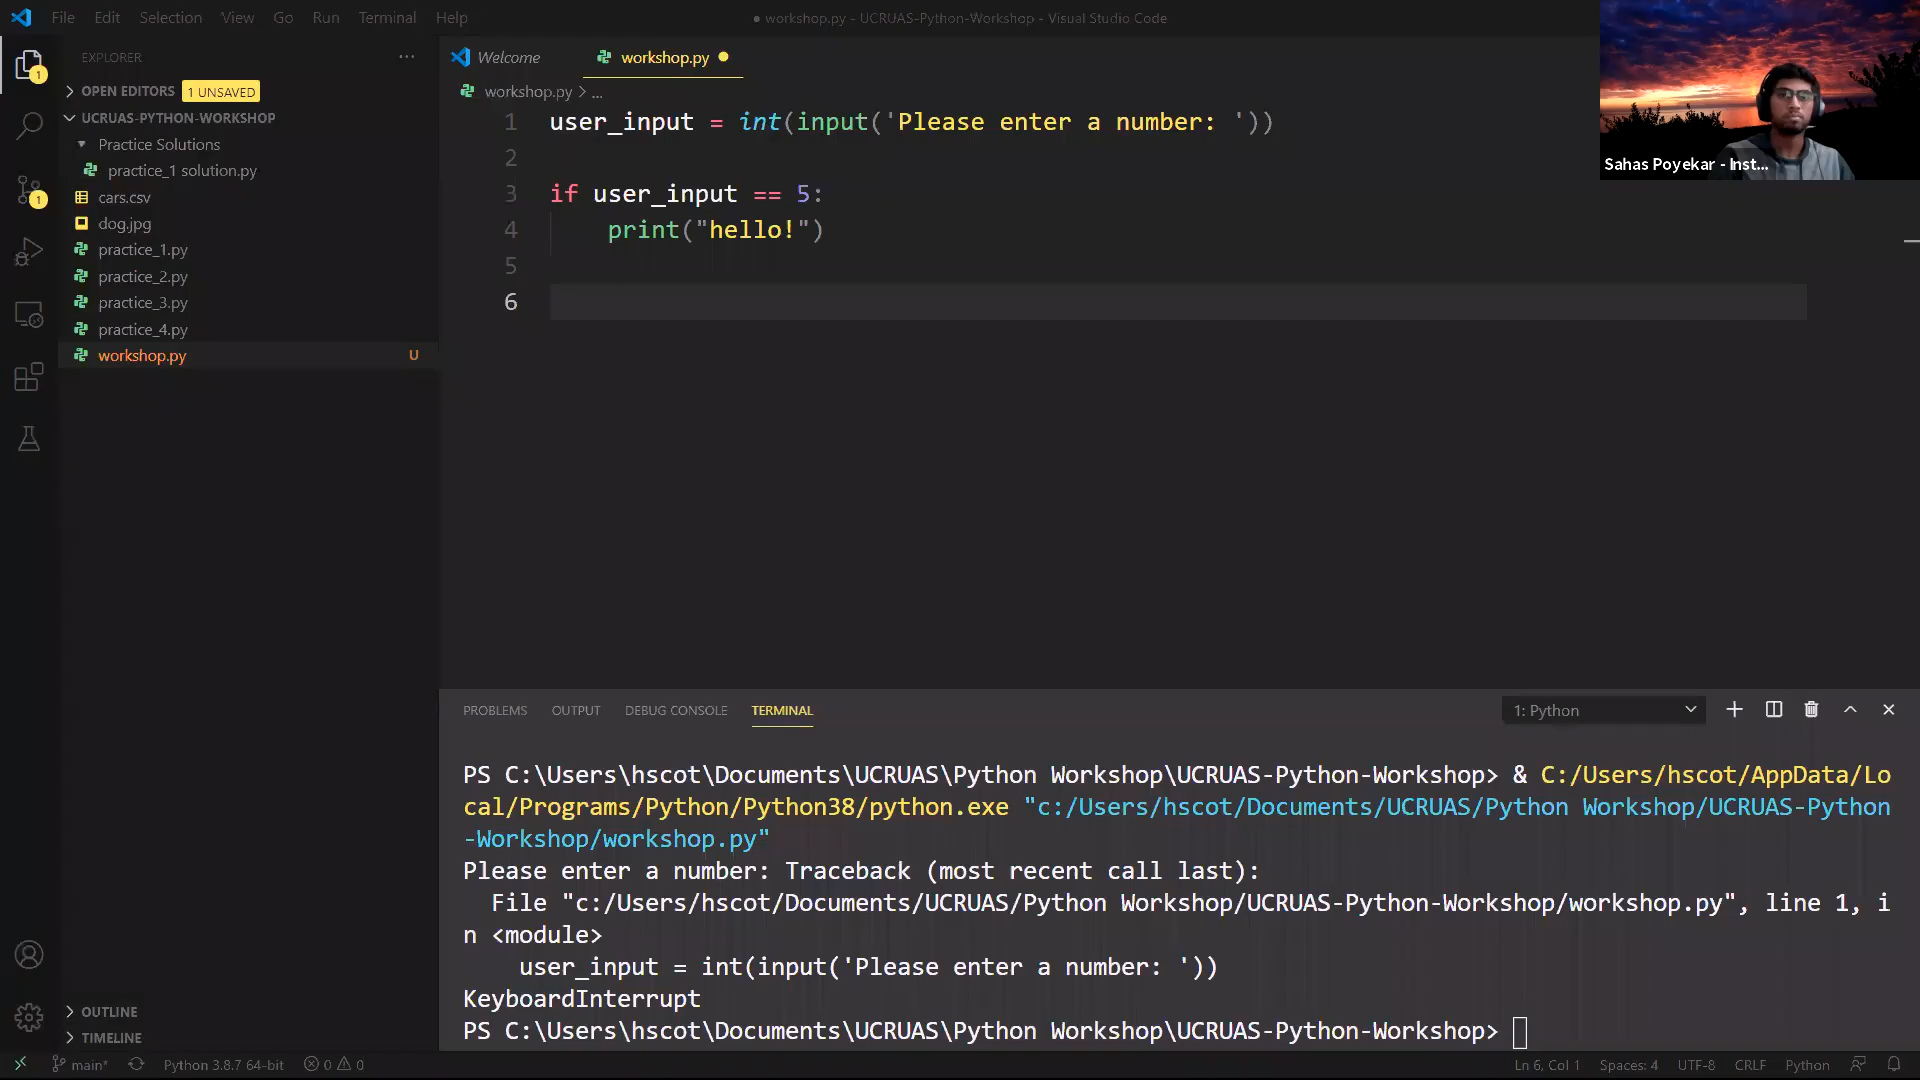 File Edit Selection View Go Run Terminal Help
● workshop.py - UCRUAS-Python-Workshop - Visual Studio Code
EXPLORER
OPEN EDITORS 1 UNSAVED
UCRUAS-PYTHON-WORKSHOP
Practice Solutions
practice_1 solution.py
cars.csv
dog.jpg
practice_1.py
practice_2.py
practice_3.py
practice_4.py
workshop.py U
OUTLINE
TIMELINE
1
1
Welcome workshop.py
workshop.py > ...
1 user_input = int(input('Please enter a number: '))
2
3 if user_input == 5:
4 print("hello!")
5
6
Sahas Poyekar - Inst...
PROBLEMS OUTPUT DEBUG CONSOLE TERMINAL
1: Python
PS C:\Users\hscot\Documents\UCRUAS\Python Workshop\UCRUAS-Python-Workshop> & C:/Users/hscot/AppData/Lo
cal/Programs/Python/Python38/python.exe "c:/Users/hscot/Documents/UCRUAS/Python Workshop/UCRUAS-Python
-Workshop/workshop.py"
Please enter a number: Traceback (most recent call last):
File "c:/Users/hscot/Documents/UCRUAS/Python Workshop/UCRUAS-Python-Workshop/workshop.py", line 1, i
n <module>
user_input = int(input('Please enter a number: '))
KeyboardInterrupt
PS C:\Users\hscot\Documents\UCRUAS\Python Workshop\UCRUAS-Python-Workshop>
main* Python 3.8.7 64-bit 0 0 Ln 6, Col 1 Spaces: 4 UTF-8 CRLF Python